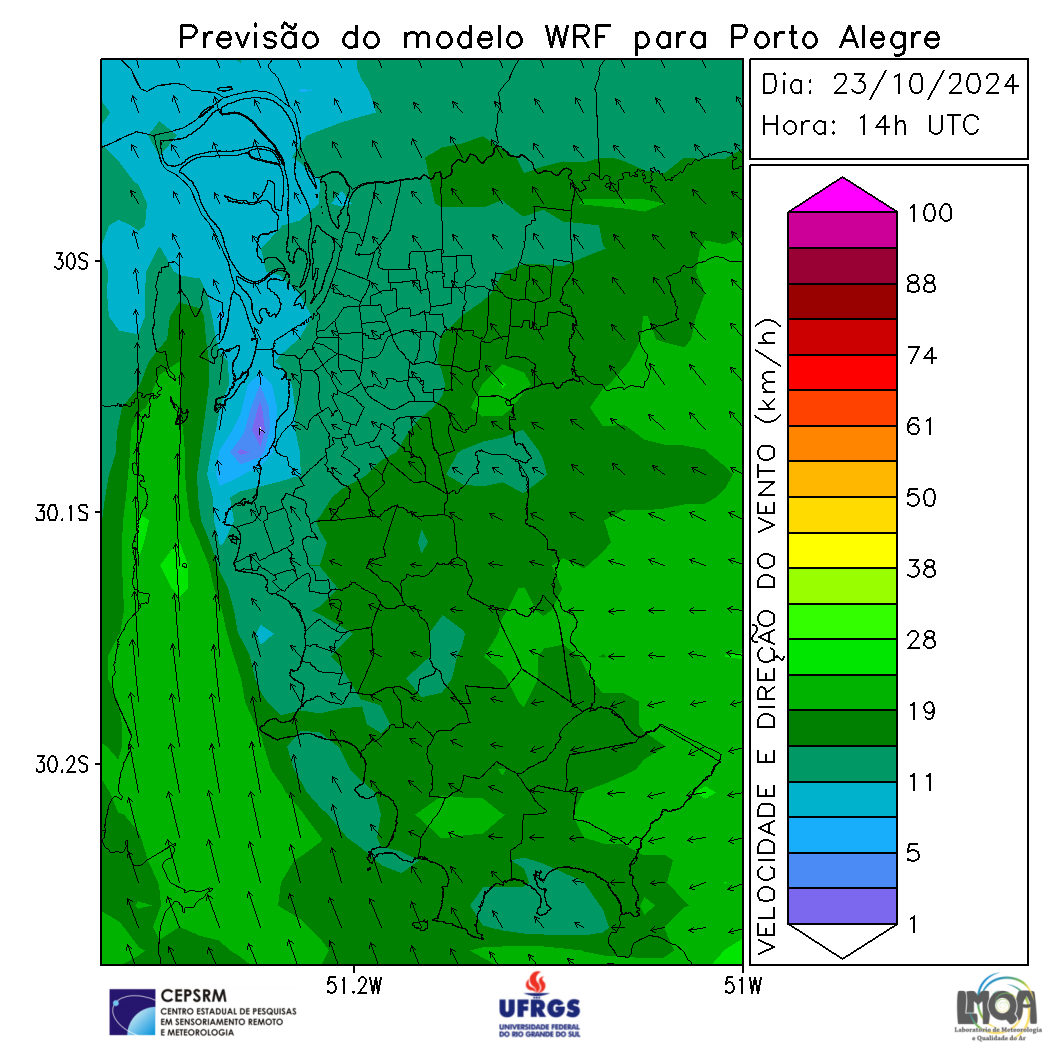 Previsão do modelo WRF para Porto Alegre
Dia: 23/10/2024
Hora: 14h UTC
30S
30.1S
30.2S
51.2W
51W
VELOCIDADE E DIREÇÃO DO VENTO (km/h)
100
88
74
61
50
38
28
19
11
5
1
CEPSRM
CENTRO ESTADUAL DE PESQUISAS
EM SENSORIAMENTO REMOTO
E METEOROLOGIA
UFRGS
UNIVERSIDADE FEDERAL
DO RIO GRANDE DO SUL
LMQA
Laboratório de Meteorologia
e Qualidade do Ar